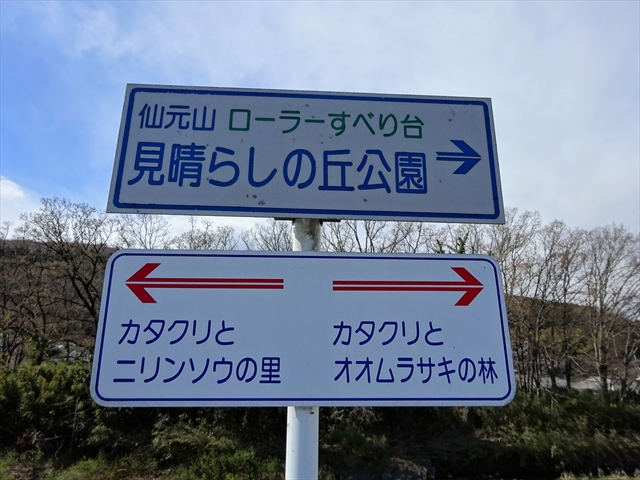 仙元山 ローラーすべり台
見晴らしの丘公園
カタクリと
ニリンソウの里
カタクリと
オオムラサキの林